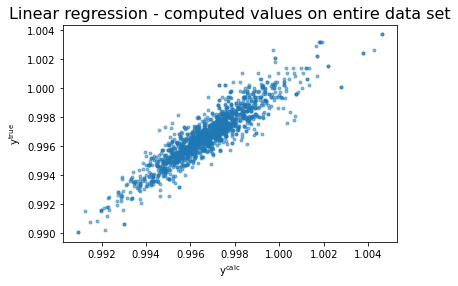 Linear regression - computed values on entire data set
1.004
1.002
1.000
0.998
0.996
0.994
0.992
0.990
y^true
0.992 0.994 0.996 0.998 1.000 1.002 1.004
y^calc